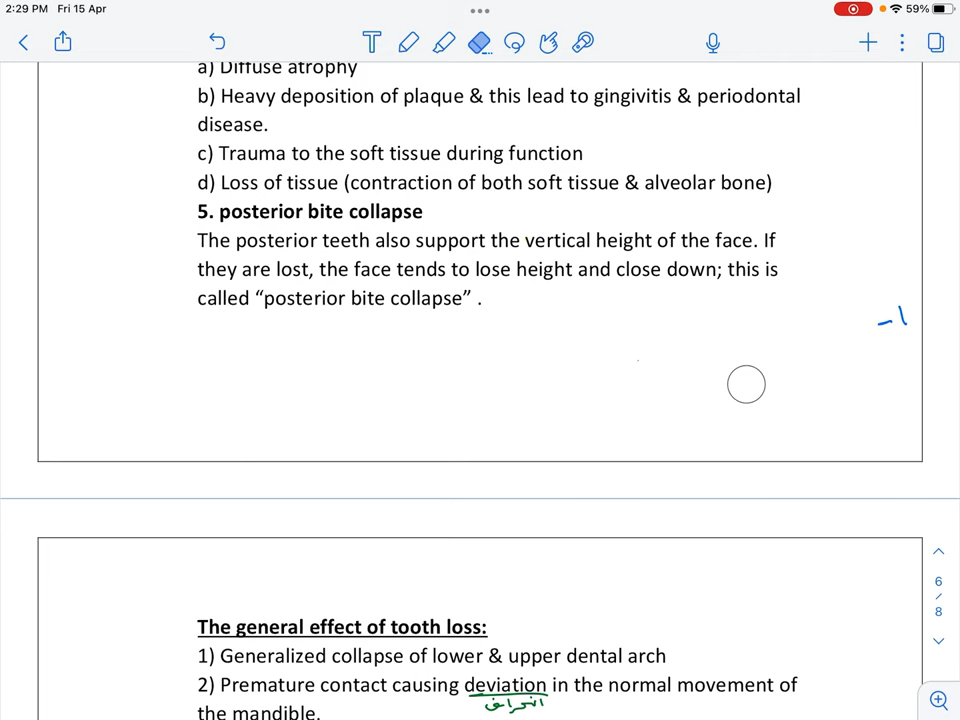 2:29 PM Fri 15 Apr
59%
a) Diffuse atrophy
b) Heavy deposition of plaque & this lead to gingivitis & periodontal
disease.
c) Trauma to the soft tissue during function
d) Loss of tissue (contraction of both soft tissue & alveolar bone)
5. posterior bite collapse
The posterior teeth also support the vertical height of the face. If
they are lost, the face tends to lose height and close down; this is
called “posterior bite collapse” .
6
/
8
The general effect of tooth loss:
1) Generalized collapse of lower & upper dental arch
2) Premature contact causing deviation in the normal movement of
انحراف
the mandible.